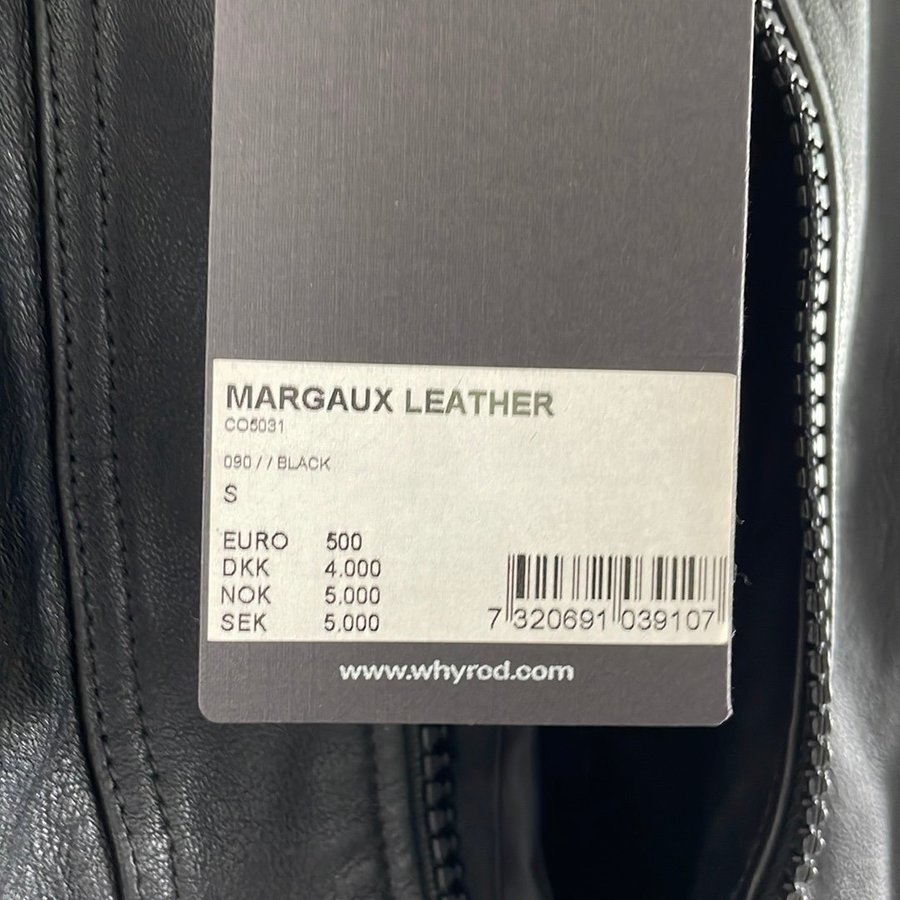 MARGAUX LEATHER
CO5031
090 // BLACK
S
EURO 500
DKK 4,000
NOK 5,000
SEK 5,000
7 320691 039107
www.whyred.com